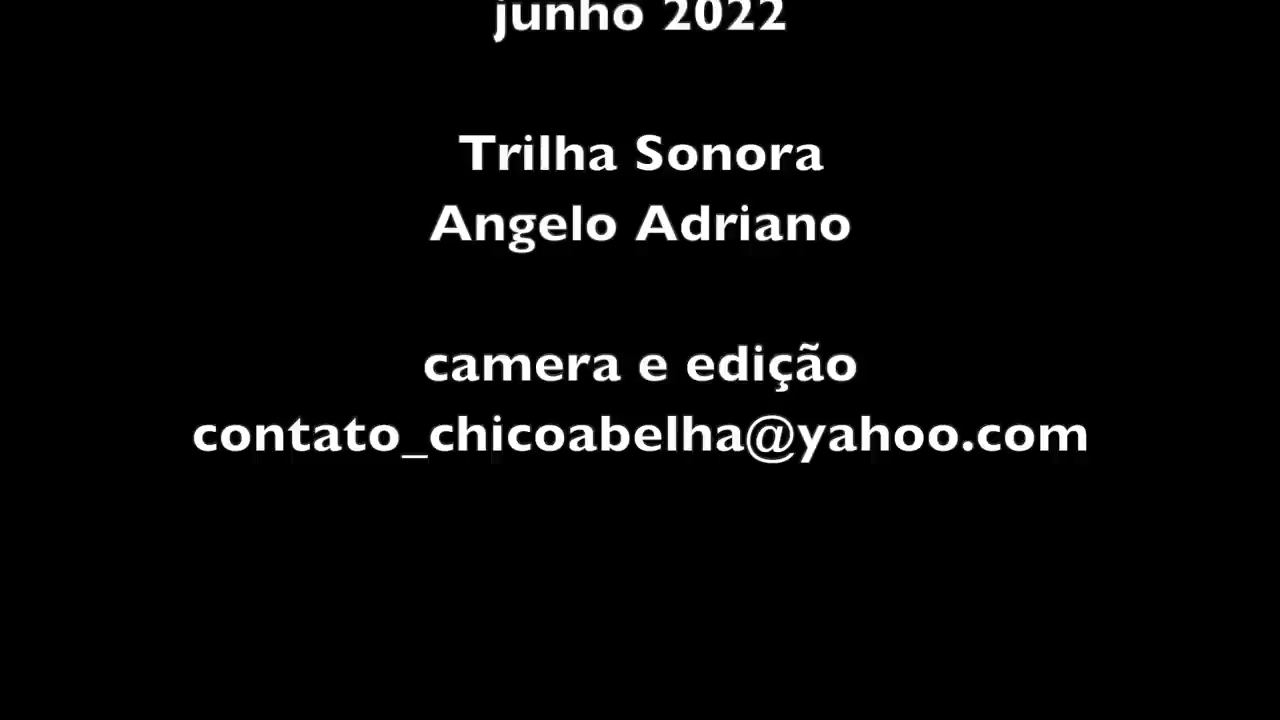 junho 2022
Trilha Sonora
Angelo Adriano
camera e edição
contato_chicoabelha@yahoo.com